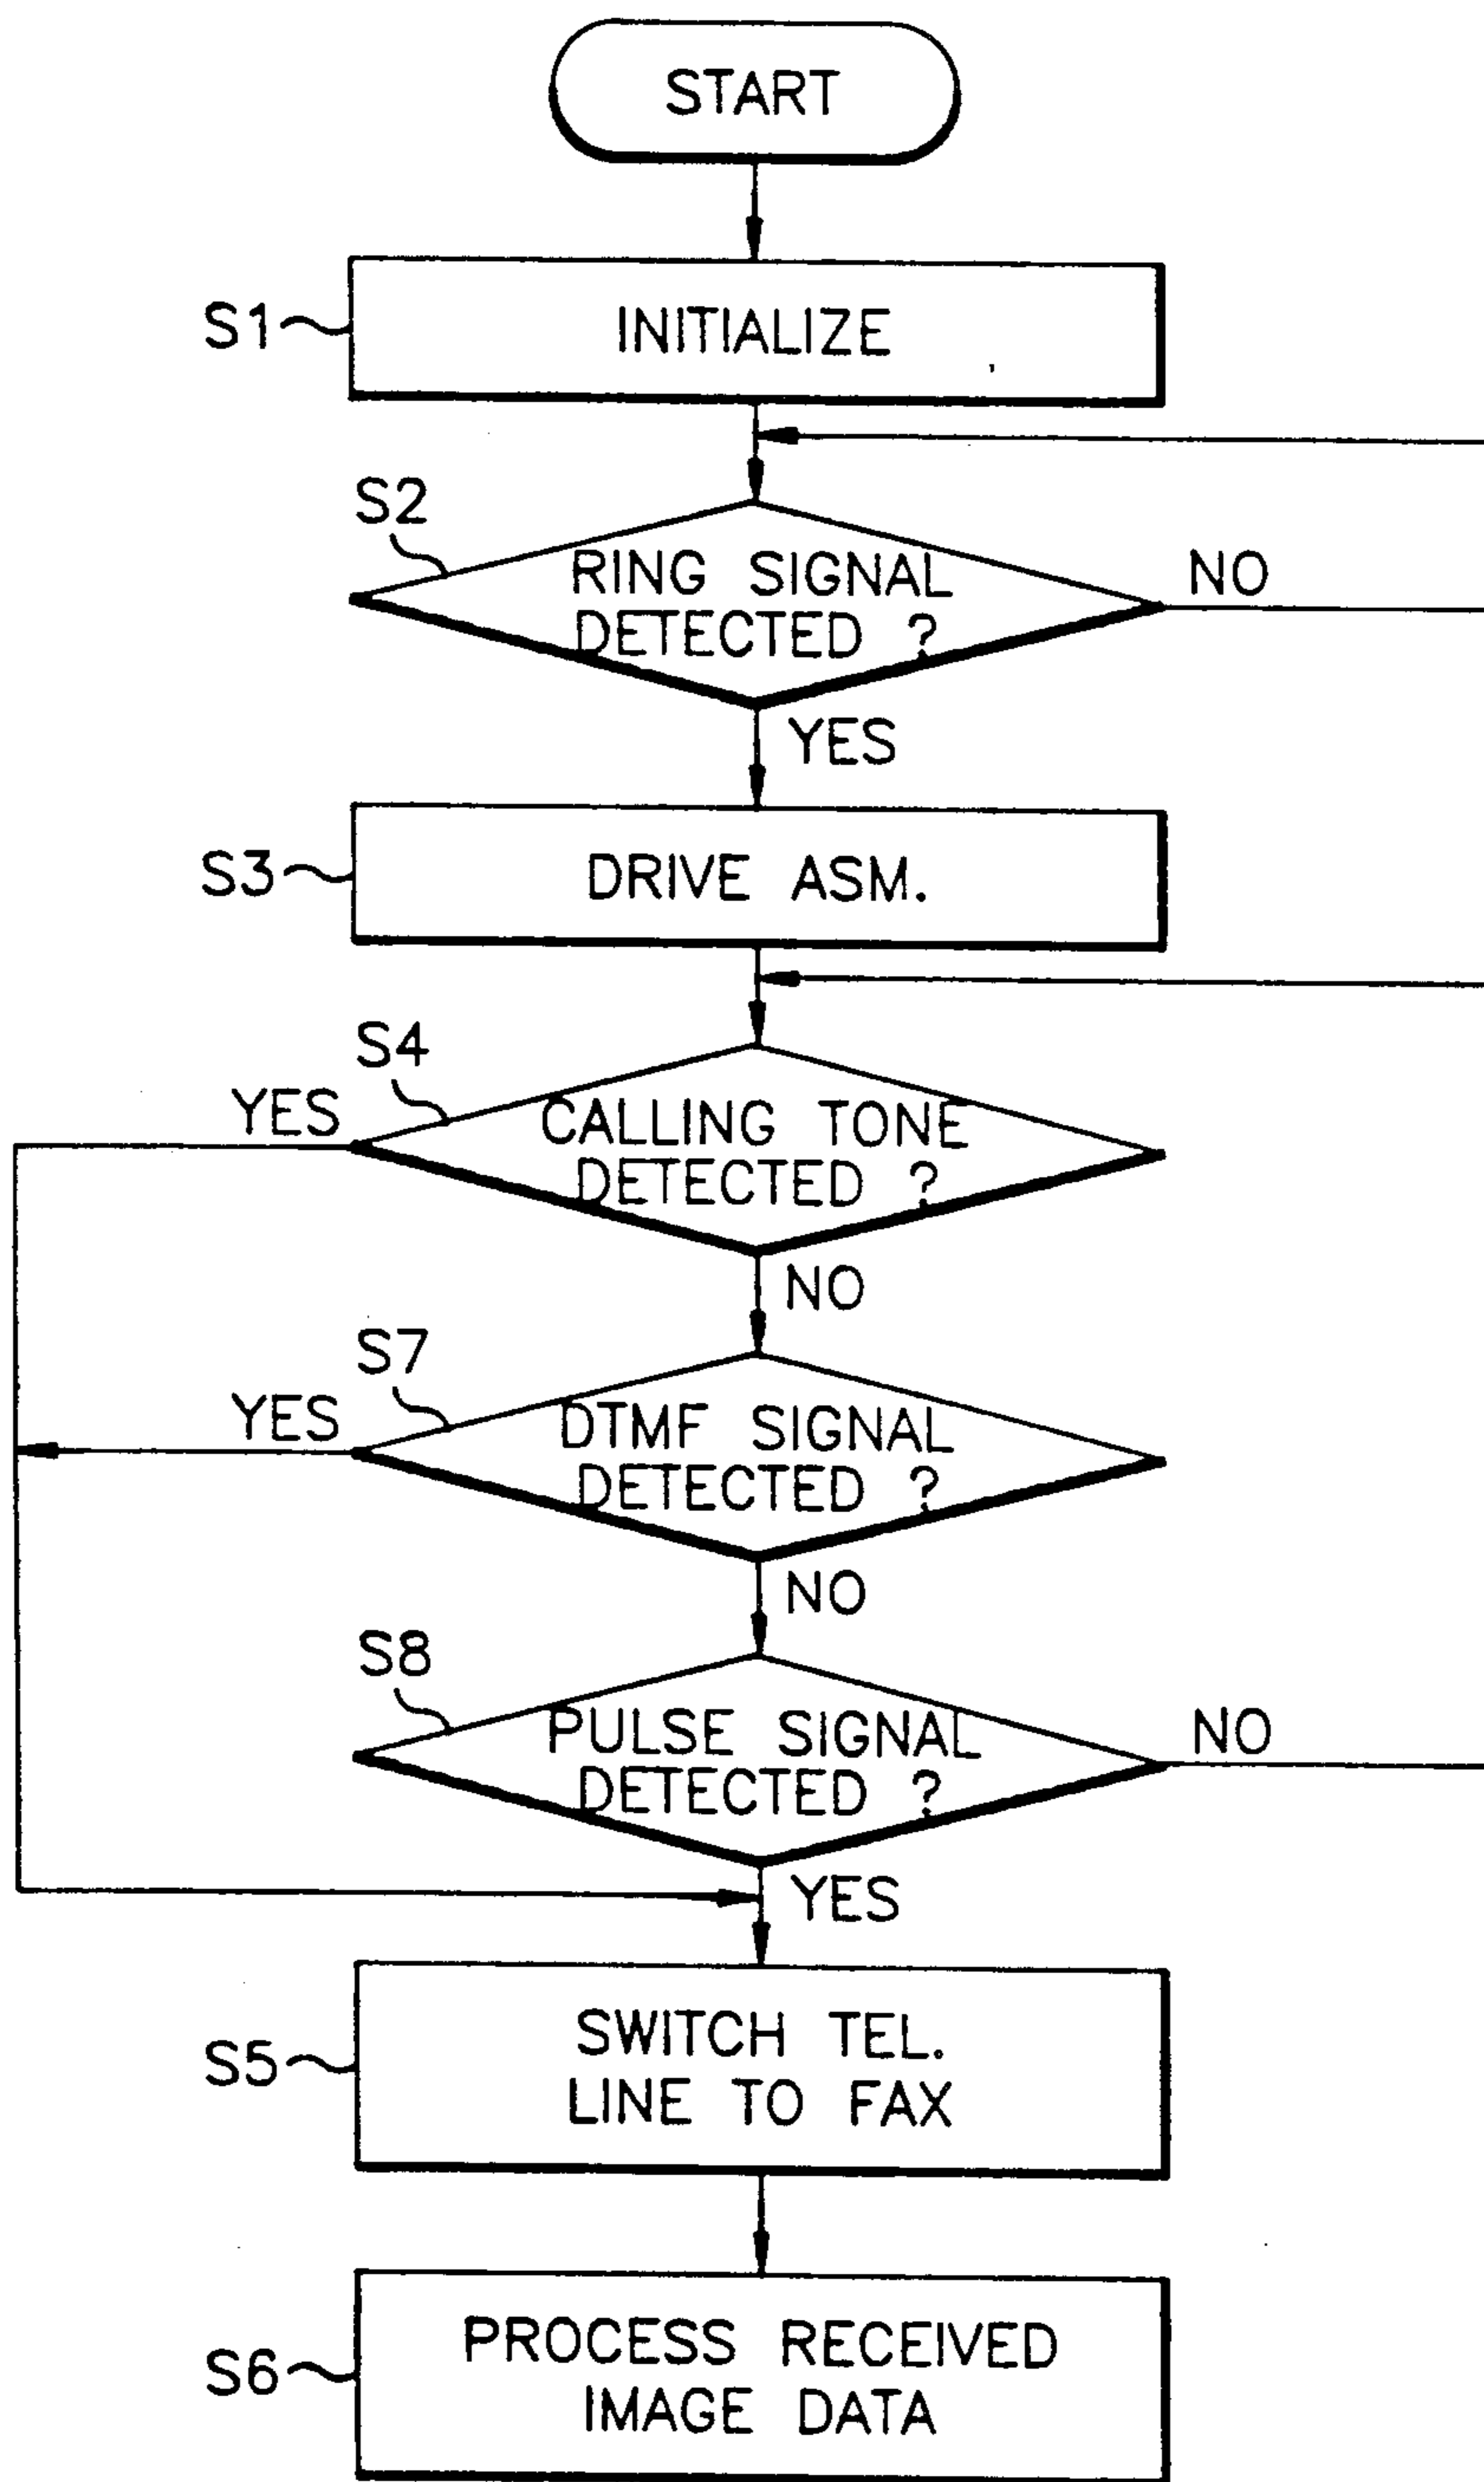 START
S1
INITIALIZE
S2
RING SIGNAL
DETECTED ?
NO
YES
S3
DRIVE ASM.
S4
YES
CALLING TONE
DETECTED ?
NO
S7
YES
DTMF SIGNAL
DETECTED ?
NO
S8
PULSE SIGNAL
DETECTED ?
NO
YES
S5
SWITCH TEL.
LINE TO FAX
S6
PROCESS RECEIVED
IMAGE DATA